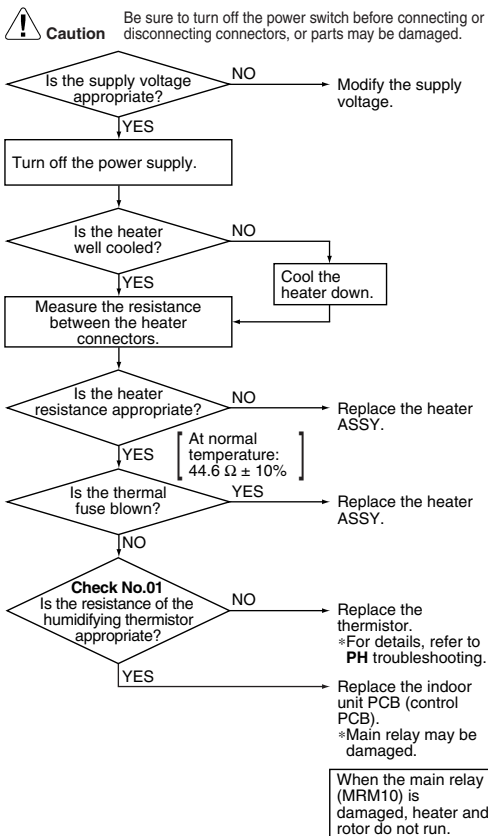 Caution
Be sure to turn off the power switch before connecting or
disconnecting connectors, or parts may be damaged.
Is the supply voltage
appropriate?
NO
Modify the supply
voltage.
YES
Turn off the power supply.
Is the heater
well cooled?
NO
Cool the
heater down.
YES
Measure the resistance
between the heater
connectors.
Is the heater
resistance appropriate?
NO
Replace the heater
ASSY.
YES
At normal
temperature:
44.6 Ω ± 10%
Is the thermal
fuse blown?
YES
Replace the heater
ASSY.
NO
Check No.01
Is the resistance of the
humidifying thermistor
appropriate?
NO
Replace the
thermistor.
*For details, refer to
PH troubleshooting.
YES
Replace the indoor
unit PCB (control
PCB).
*Main relay may be
damaged.
When the main relay
(MRM10) is
damaged, heater and
rotor do not run.